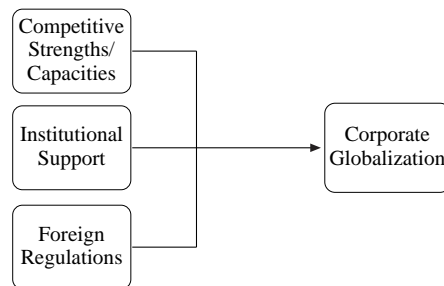 Competitive
Strengths/
Capacities
Institutional
Support
Corporate
Globalization
Foreign
Regulations